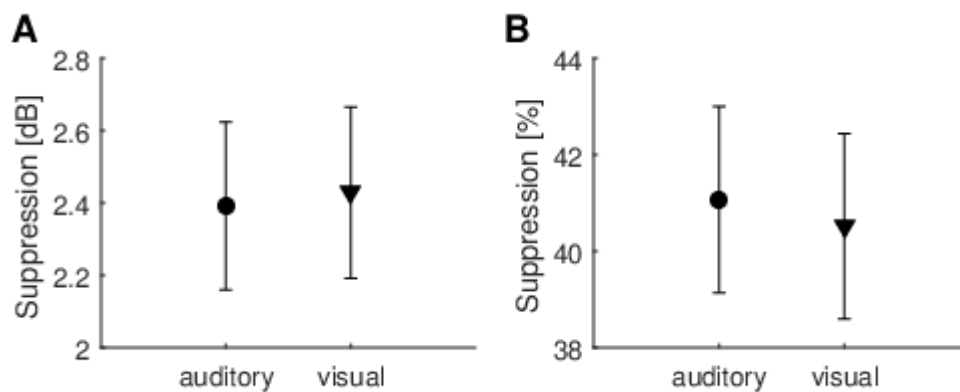 A
Suppression [dB]
2.8
2.6
2.4
2.2
2
auditory visual
B
Suppression [%]
44
42
40
38
auditory visual